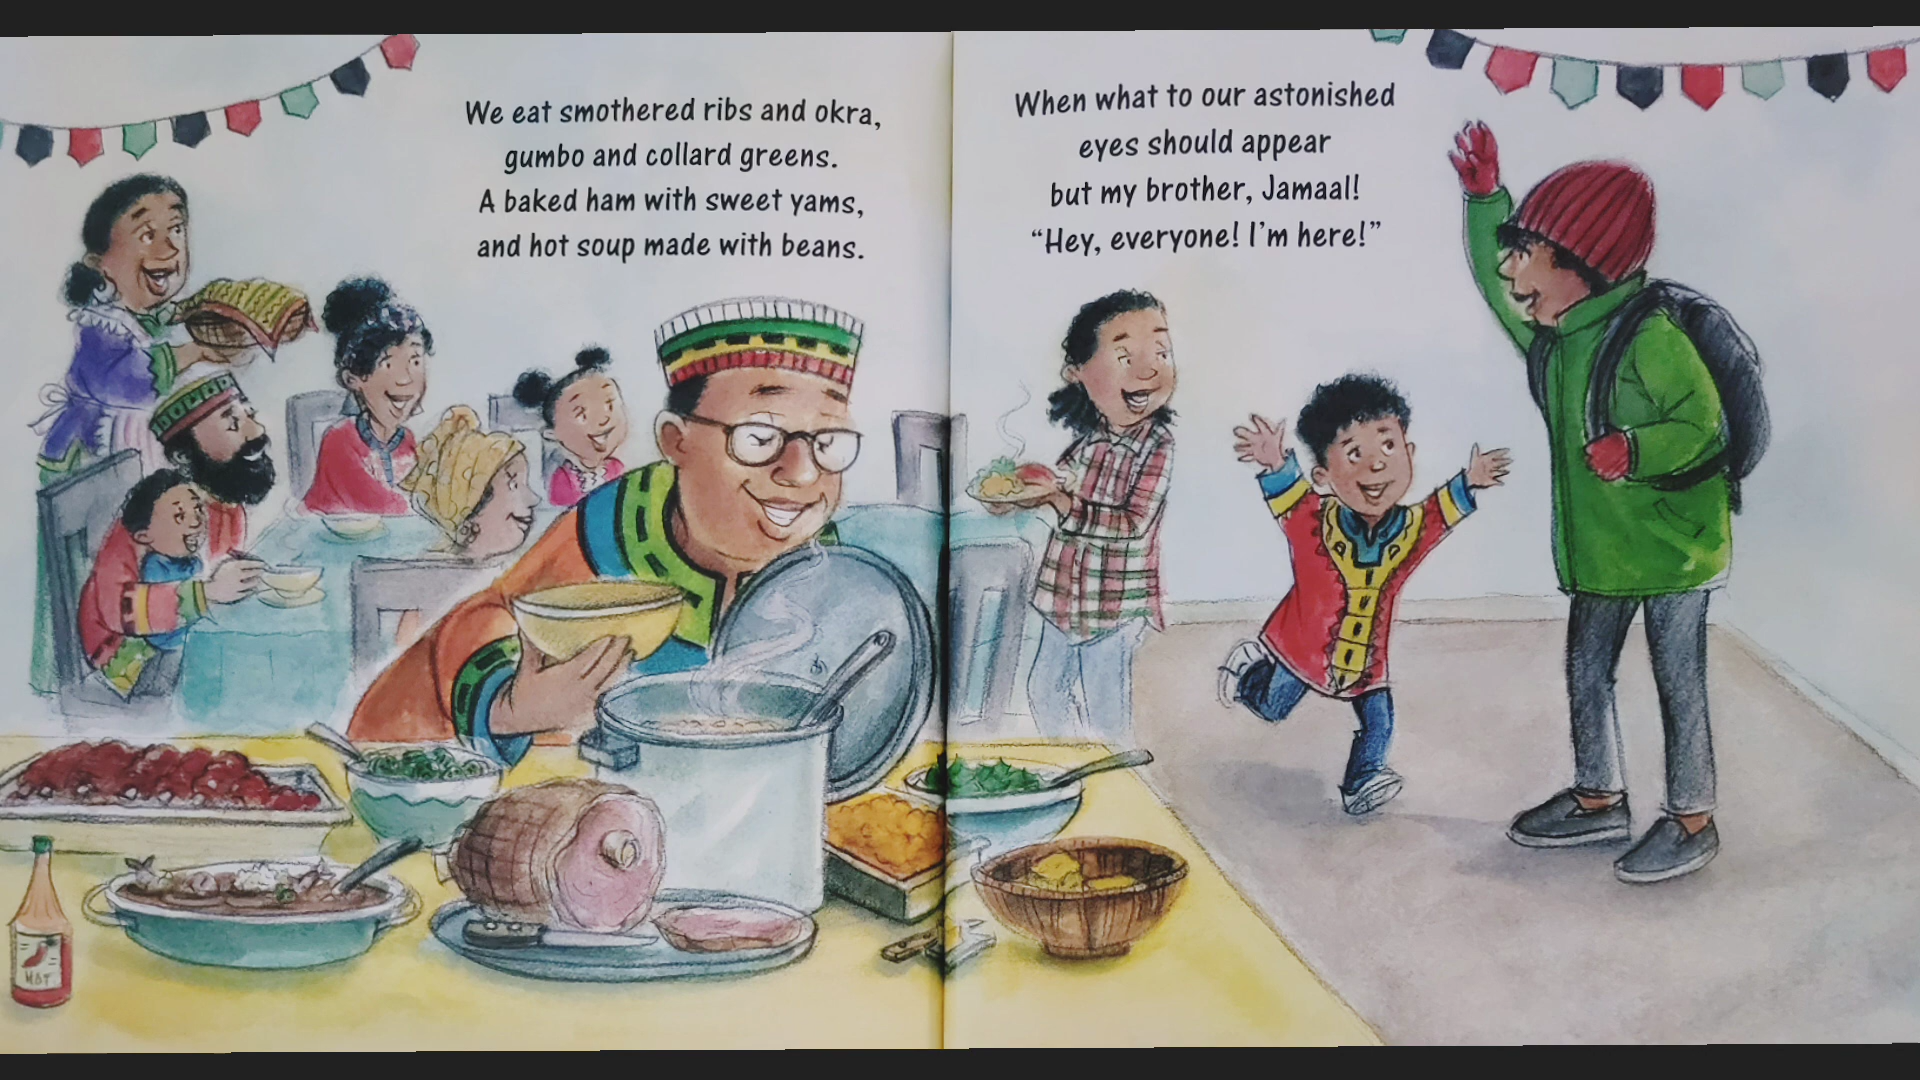 We eat smothered ribs and okra,
gumbo and collard greens.
A baked ham with sweet yams,
and hot soup made with beans.
When what to our astonished
eyes should appear
but my brother, Jamaal!
“Hey, everyone! I’m here!”
HOT